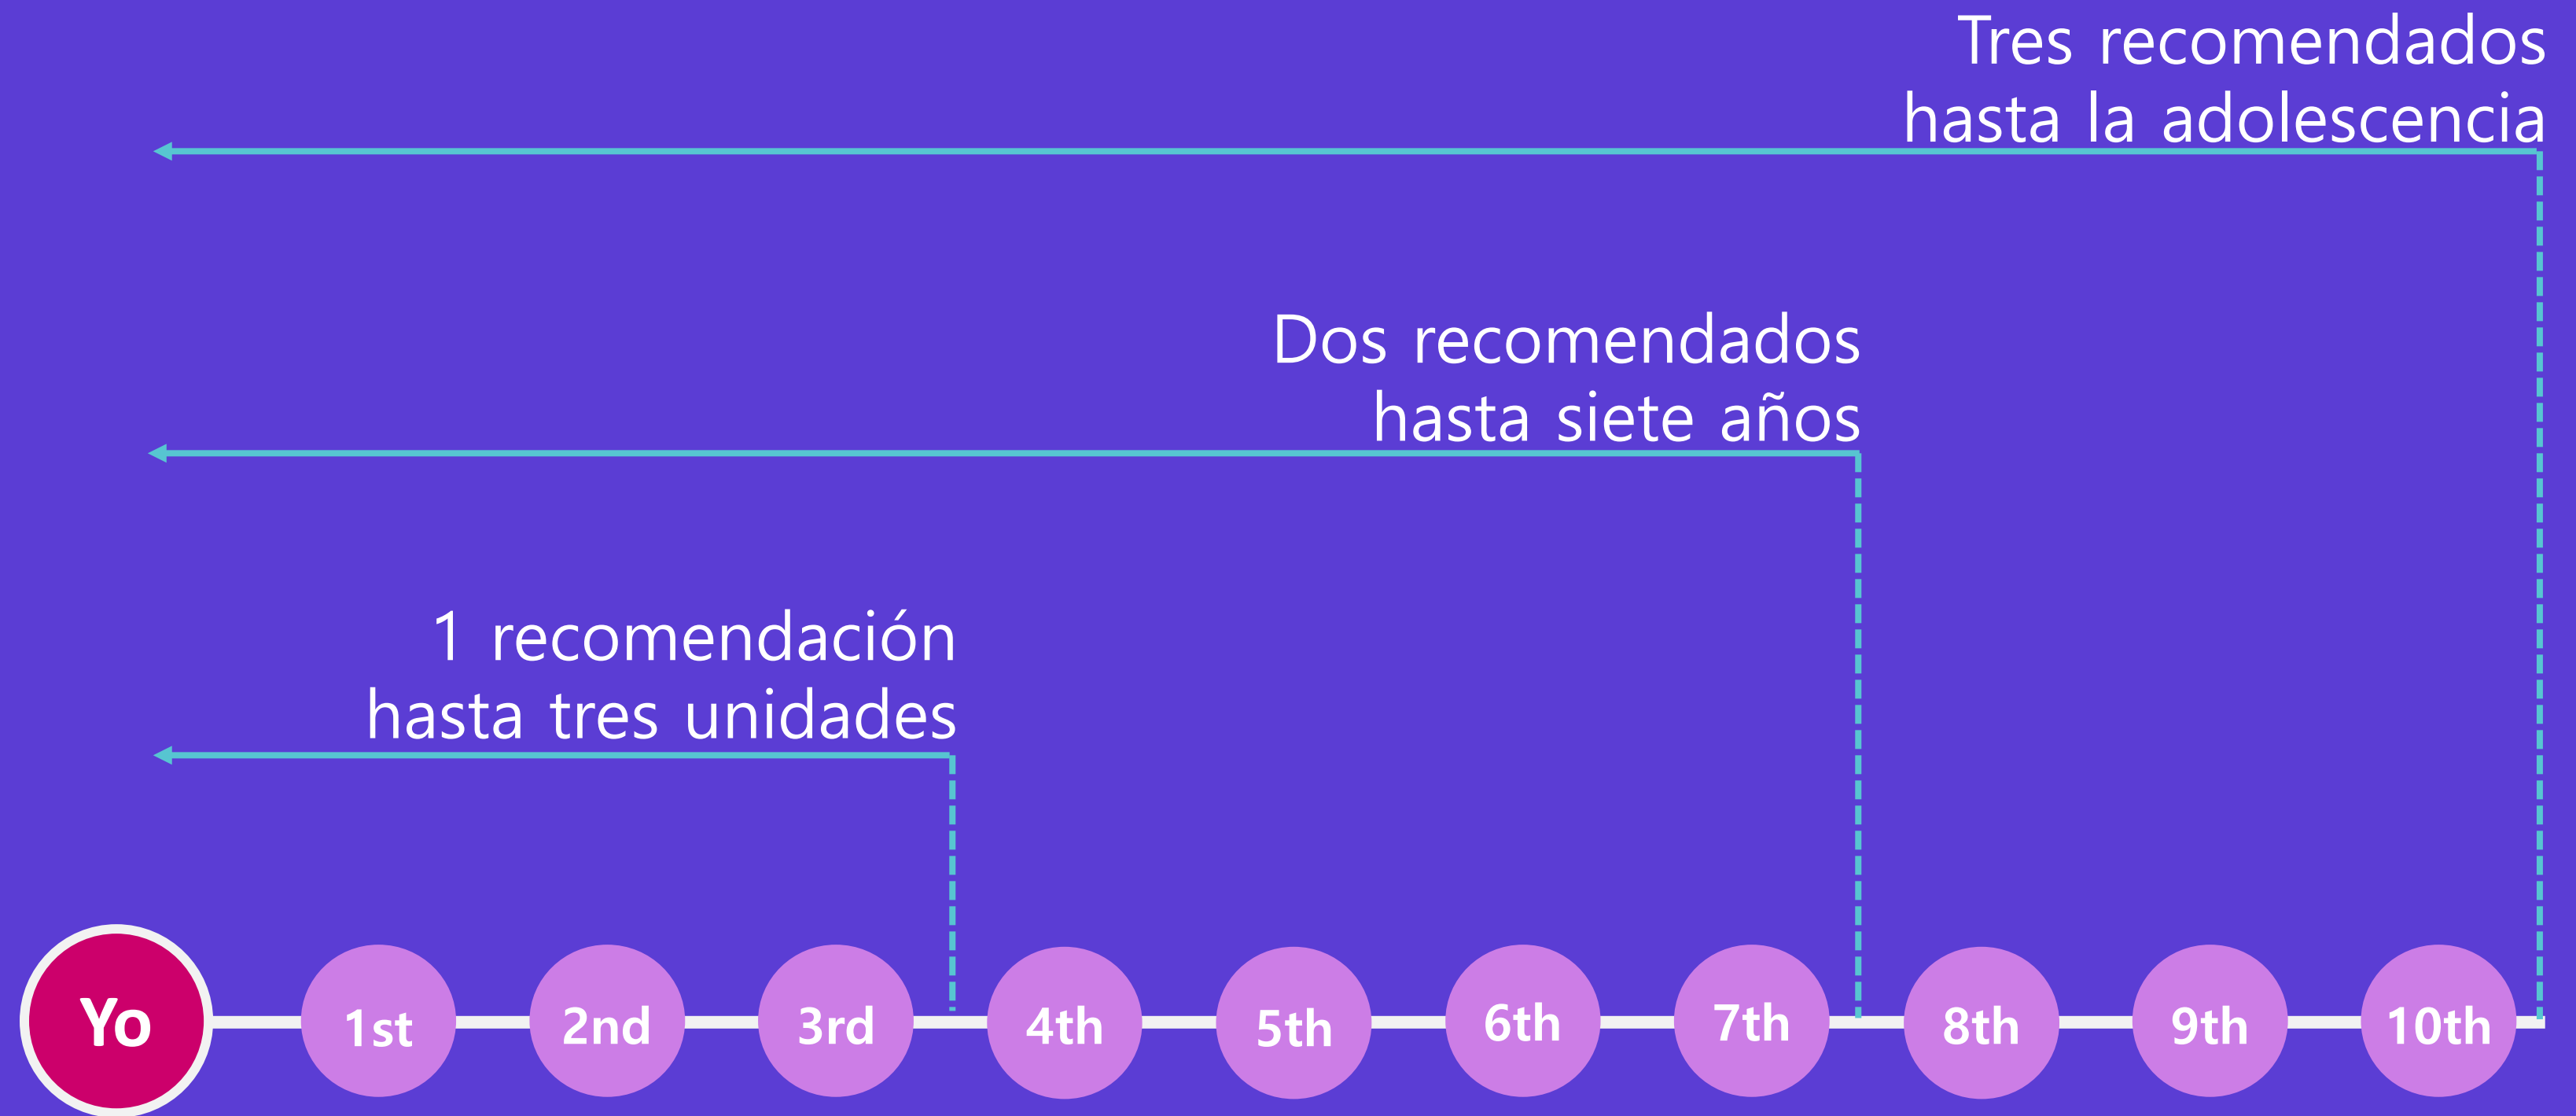 Tres recomendados
hasta la adolescencia
Dos recomendados
hasta siete años
1 recomendación
hasta tres unidades
Yo
1st
2nd
3rd
4th
5th
6th
7th
8th
9th
10th